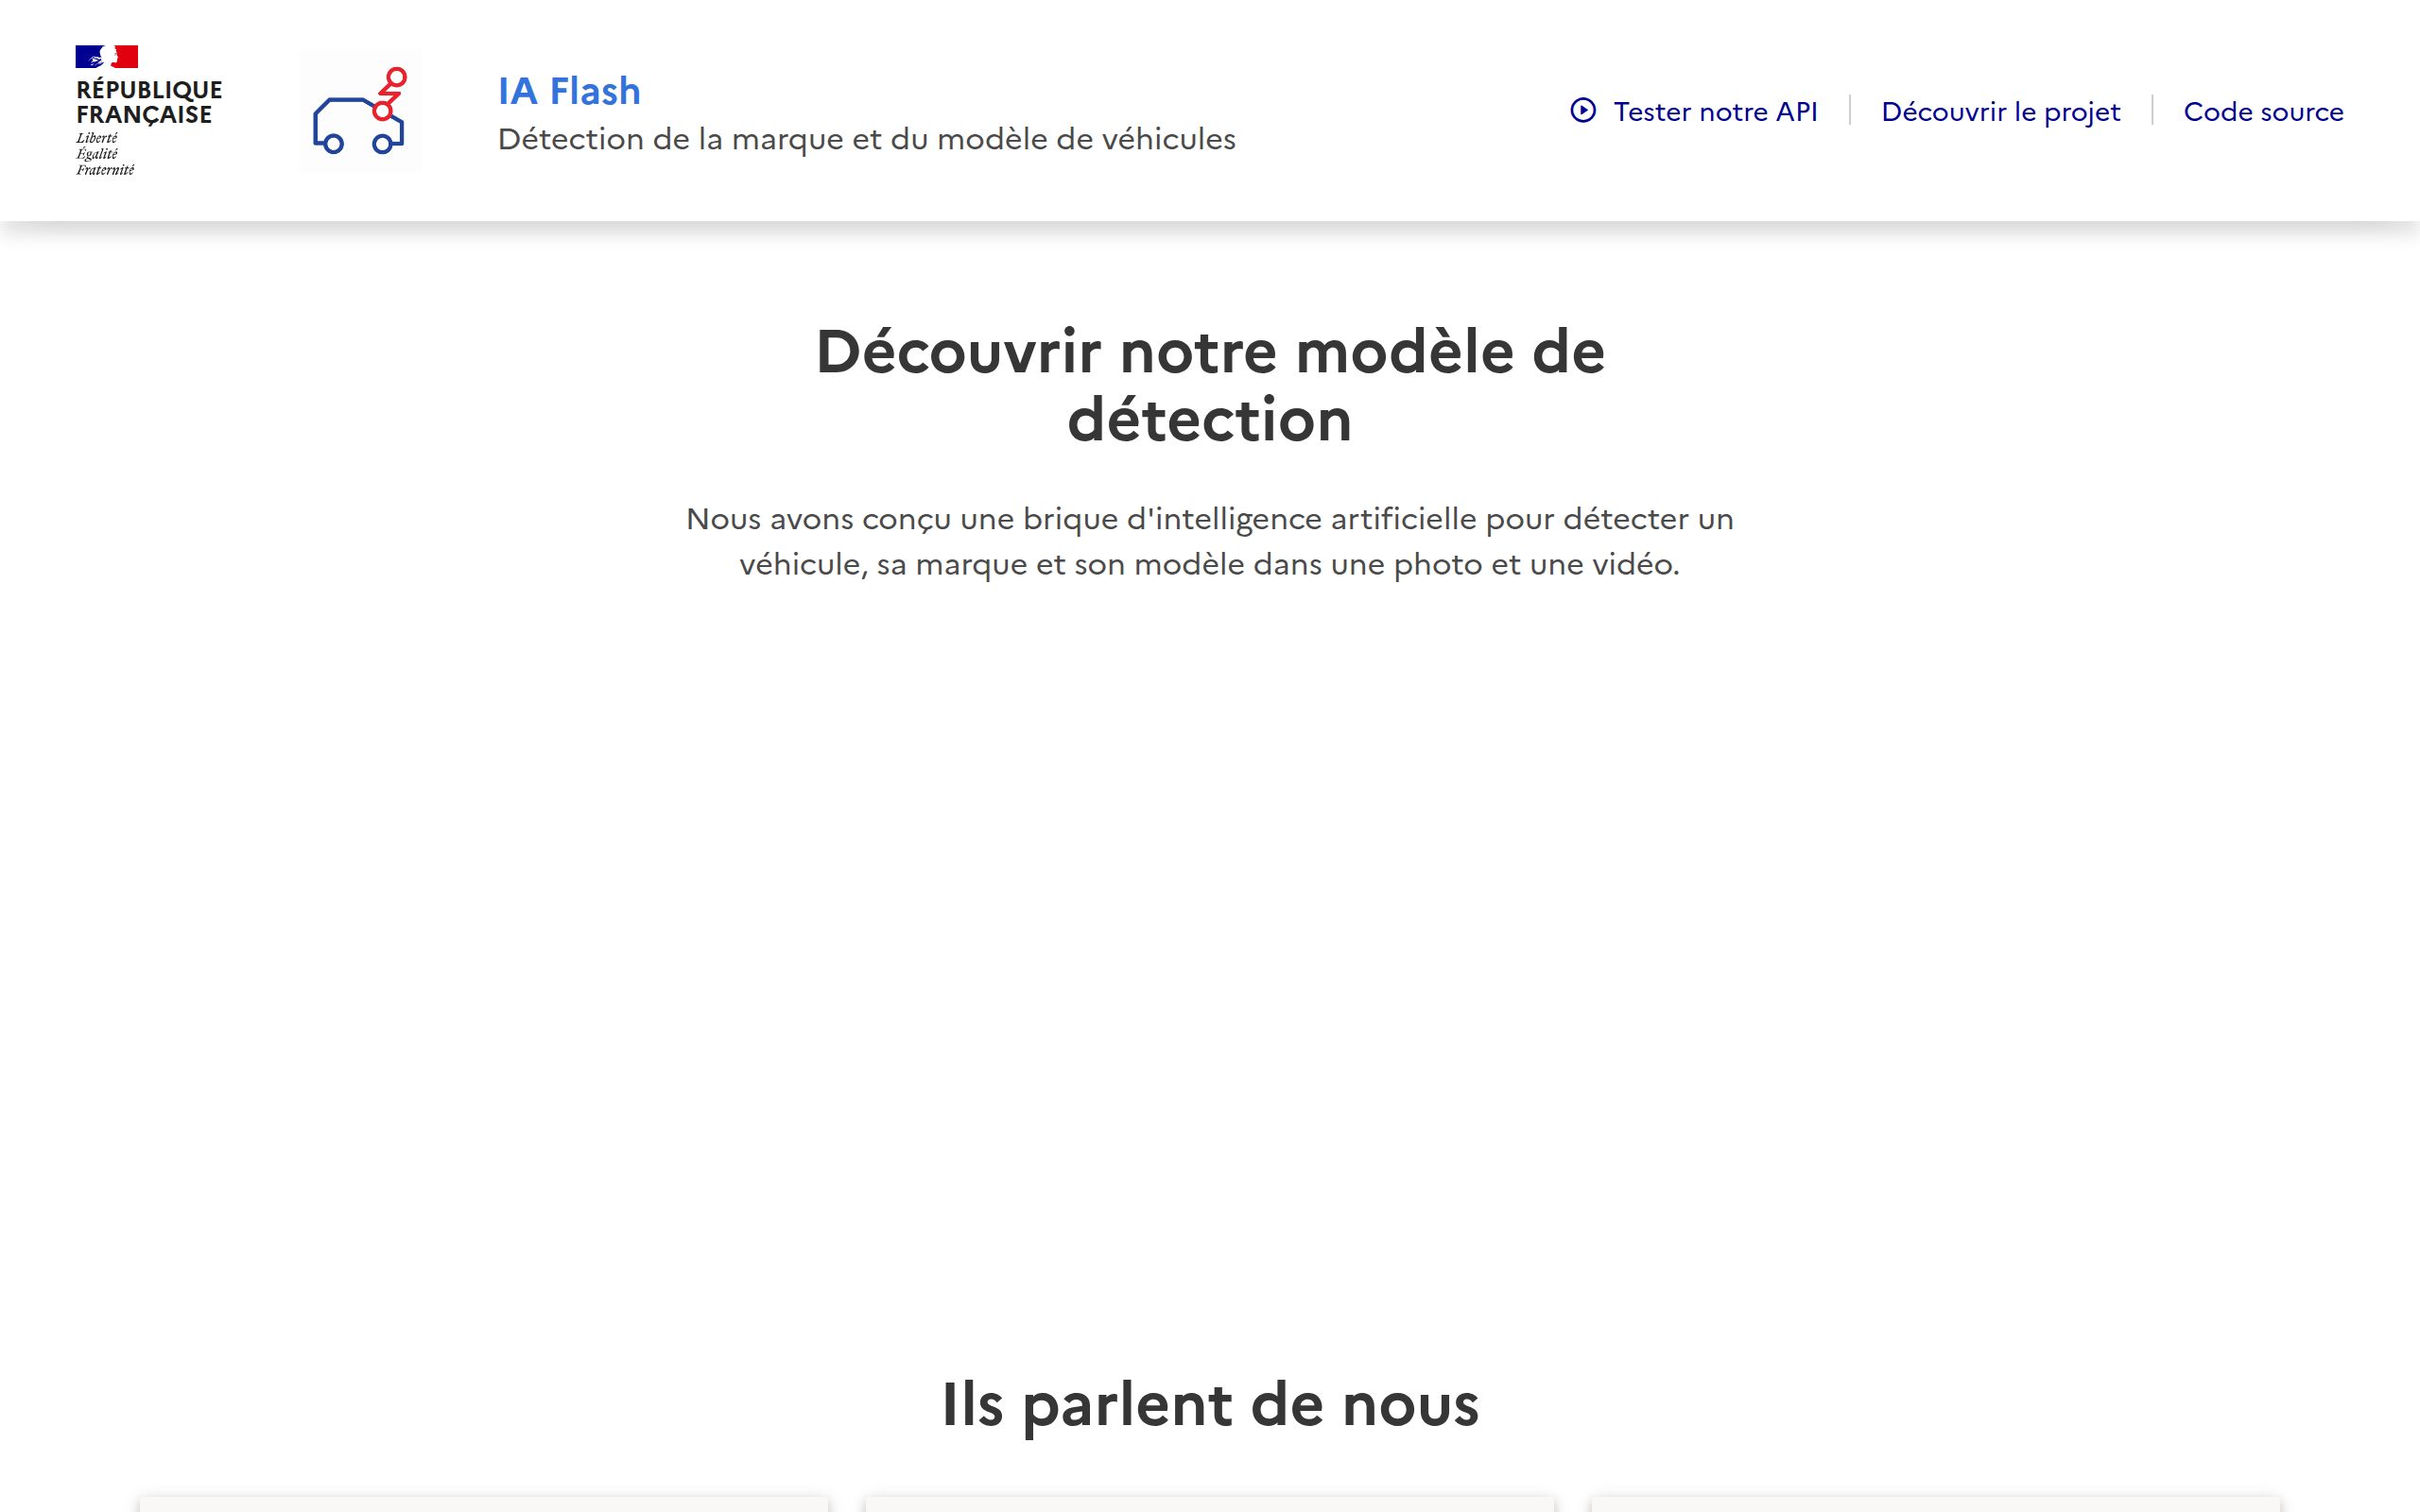 RÉPUBLIQUE
FRANÇAISE
Liberté
Égalité
Fraternité
IA Flash
Détection de la marque et du modèle de véhicules
Tester notre API
Découvrir le projet
Code source
Découvrir notre modèle de
détection
Nous avons conçu une brique d'intelligence artificielle pour détecter un
véhicule, sa marque et son modèle dans une photo et une vidéo.
Ils parlent de nous